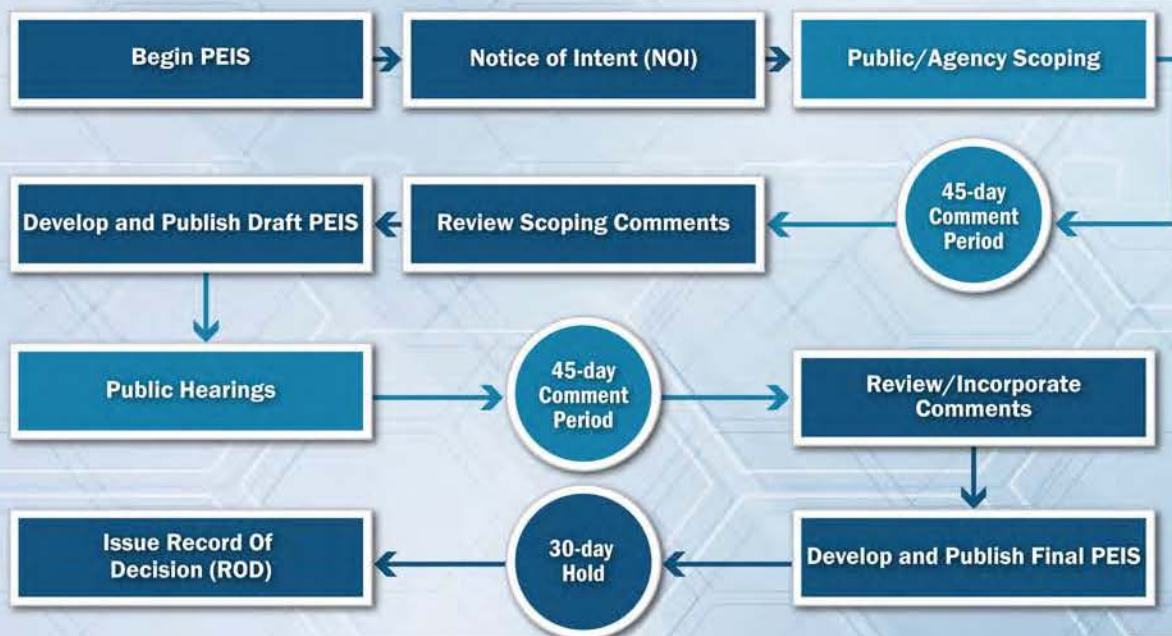 Begin PEIS
Notice of Intent (NOI)
Public/Agency Scoping
45-day
Comment
Period
Review Scoping Comments
Develop and Publish Draft PEIS
Public Hearings
45-day
Comment
Period
Review/Incorporate
Comments
Develop and Publish Final PEIS
30-day
Hold
Issue Record Of
Decision (ROD)